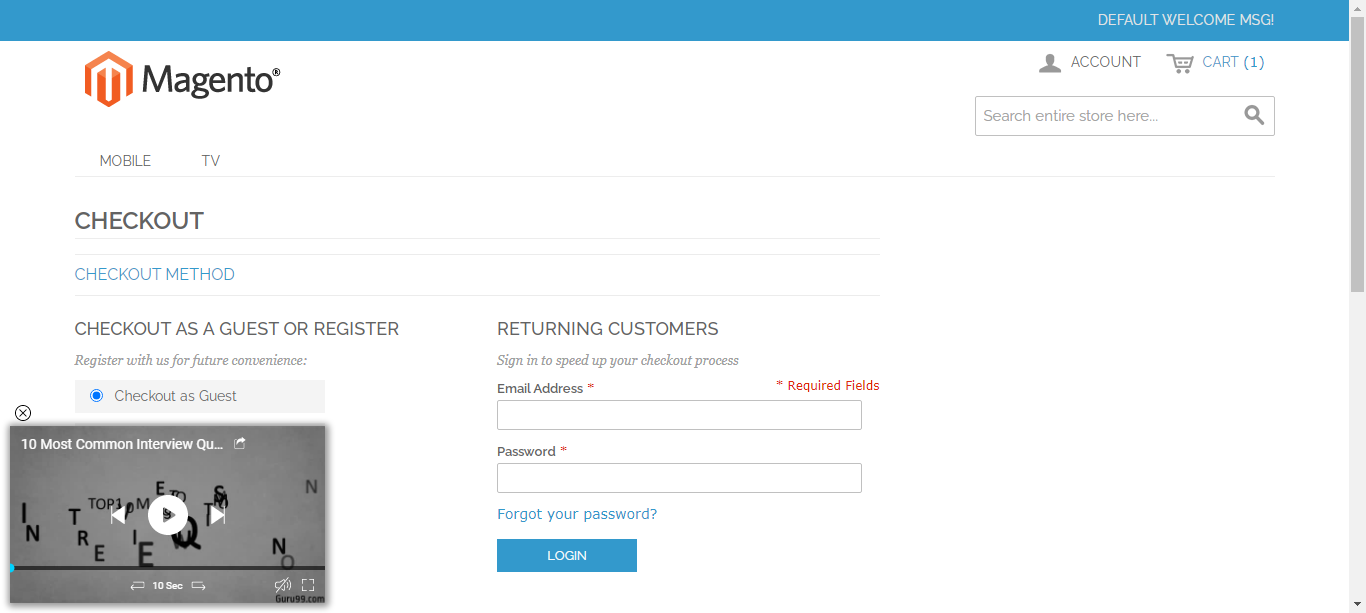 DEFAULT WELCOME MSG!
Magento®
ACCOUNT
CART (1)
Search entire store here...
MOBILE
TV
CHECKOUT
CHECKOUT METHOD
CHECKOUT AS A GUEST OR REGISTER
Register with us for future convenience:
Checkout as Guest
RETURNING CUSTOMERS
Sign in to speed up your checkout process
Email Address *
* Required Fields
Password *
Forgot your password?
LOGIN
10 Most Common Interview Qu...
10 Sec
Guru99.com